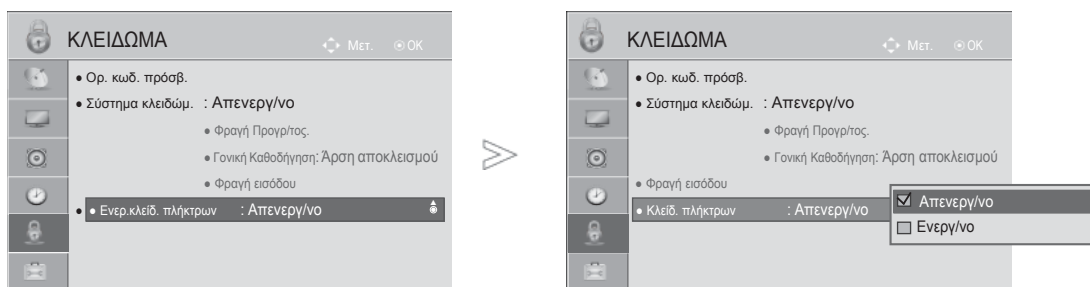 ΚΛΕΙΔΩΜΑ
Μετ. OK
• Ορ. κωδ. πρόσβ.
• Σύστημα κλειδώμ. : Απενεργ/νο
• Φραγή Προγρ/τος.
• Γονική Καθοδήγηση: Άρση αποκλεισμού
• Φραγή εισόδου
• • Ενερ.κλείδ. πλήκτρων : Απενεργ/νο
ΚΛΕΙΔΩΜΑ
Μετ. OK
• Ορ. κωδ. πρόσβ.
• Σύστημα κλειδώμ. : Απενεργ/νο
• Φραγή Προγρ/τος.
• Γονική Καθοδήγηση: Άρση αποκλεισμού
• Φραγή εισόδου
• Κλείδ. πλήκτρων : Απενεργ/νο
Απενεργ/νο
Ενεργ/νο